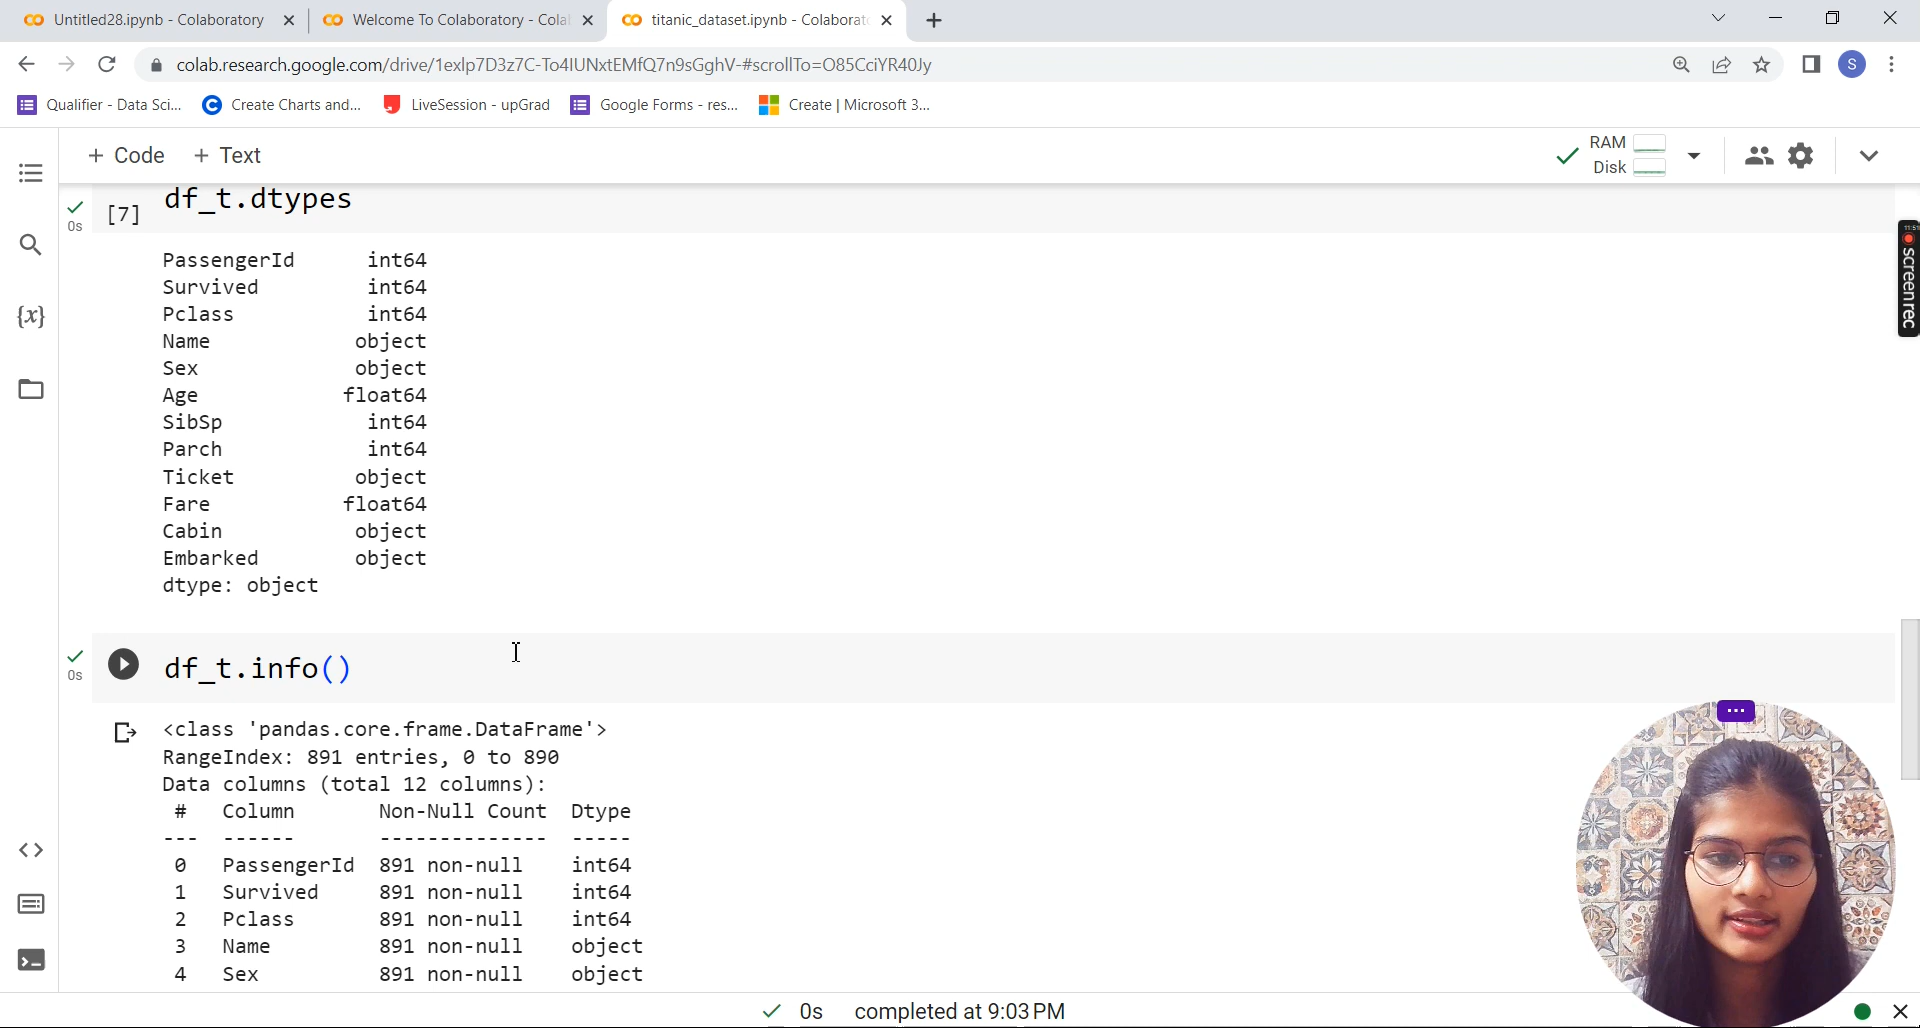 Untitled28.ipynb - Colaboratory
Welcome To Colaboratory - Cola
titanic_dataset.ipynb - Colaborat
colab.research.google.com/drive/1exlp7D3z7C-To4IUNxtEMfQ7n9sGghV-#scrollTo=O85CciYR40Jy
S
Qualifier - Data Sci...
Create Charts and...
LiveSession - upGrad
Google Forms - res...
Create | Microsoft 3...
+ Code + Text
RAM
Disk
{x}
screenrec
[7] df_t.dtypes
0s
PassengerId int64
Survived int64
Pclass int64
Name object
Sex object
Age float64
SibSp int64
Parch int64
Ticket object
Fare float64
Cabin object
Embarked object
dtype: object
df_t.info()
0s
<class 'pandas.core.frame.DataFrame'>
RangeIndex: 891 entries, 0 to 890
Data columns (total 12 columns):
# Column Non-Null Count Dtype
--- ------ -------------- -----
0 PassengerId 891 non-null int64
1 Survived 891 non-null int64
2 Pclass 891 non-null int64
3 Name 891 non-null object
4 Sex 891 non-null object
0s completed at 9:03 PM